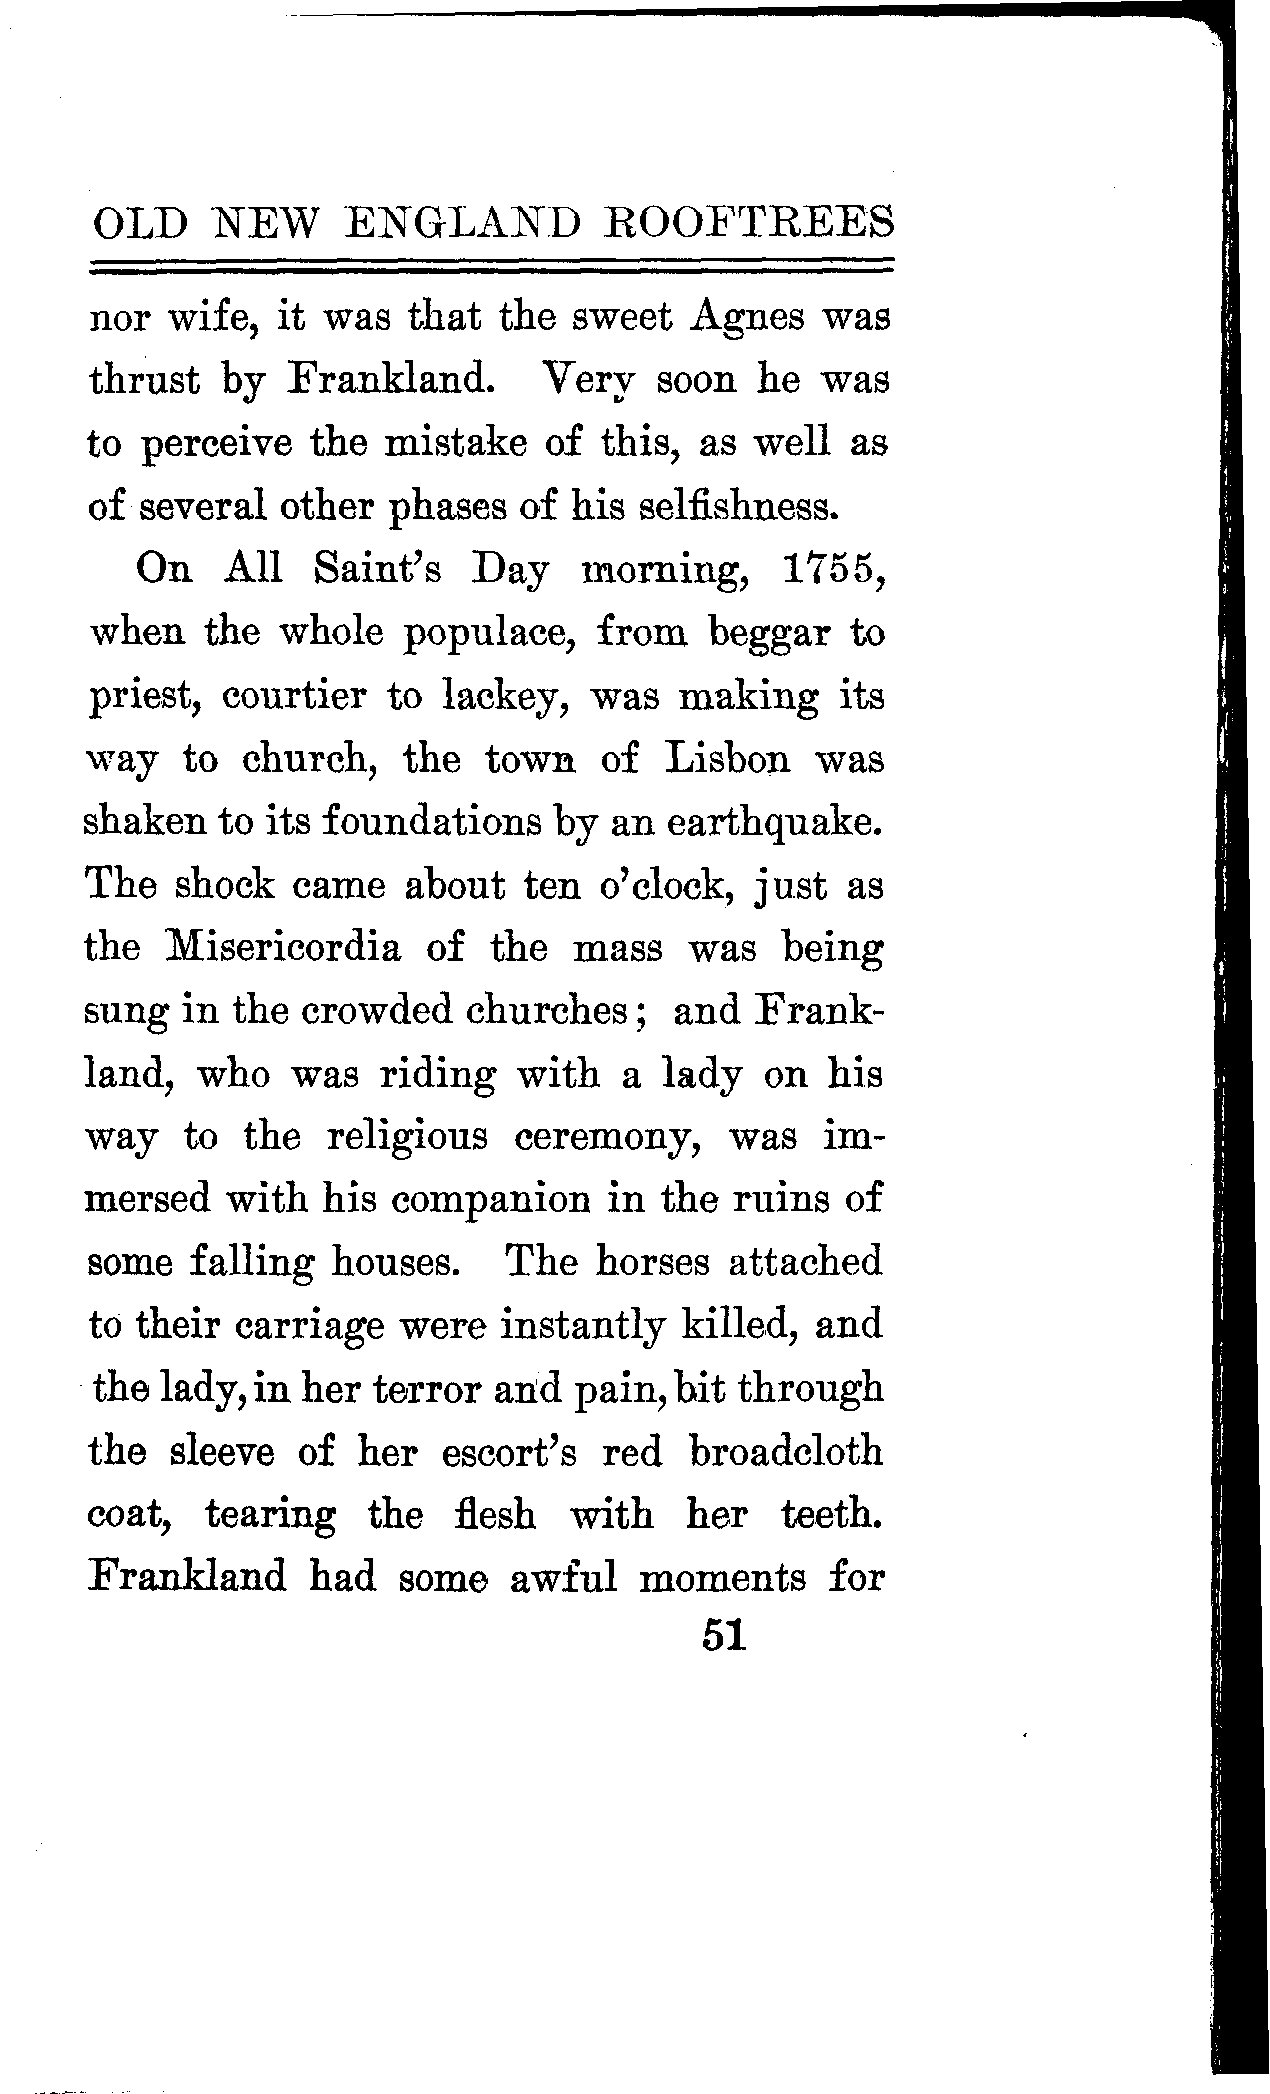 OLD NEW ENGLAND ROOFTREES
nor wife, it was that the sweet Agnes was
thrust by Frankland. Very soon he was
to perceive the mistake of this, as well as
of several other phases of his selfishness.
On All Saint's Day morning, 1755,
when the whole populace, from beggar to
priest, courtier to lackey, was making its
way to church, the town of Lisbon was
shaken to its foundations by an earthquake.
The shock came about ten o'clock, just as
the Misericordia of the mass was being
sung in the crowded churches; and Frank-
land, who was riding with a lady on his
way to the religious ceremony, was im-
mersed with his companion in the ruins of
some falling houses. The horses attached
to their carriage were instantly killed, and
the lady, in her terror and pain, bit through
the sleeve of her escort's red broadcloth
coat, tearing the flesh with her teeth.
Frankland had some awful moments for
51